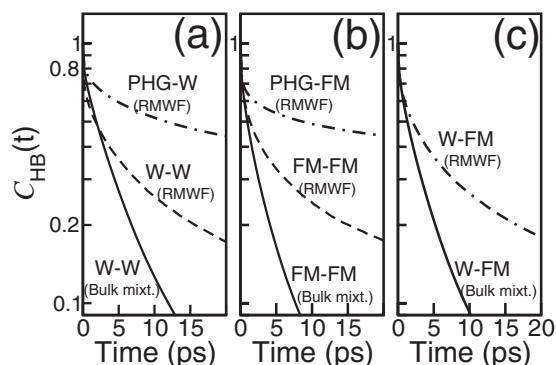 (a)
(b)
(c)
1
0.8
0.2
0.1
C_HB(t)
PHG-W
(RMWF)
W-W
(RMWF)
W-W
(Bulk mixt.)
0 5 10 15
Time (ps)
1
PHG-FM
(RMWF)
FM-FM
(RMWF)
FM-FM
(Bulk mixt.)
0 5 10 15
Time (ps)
1
W-FM
(RMWF)
W-FM
(Bulk mixt.)
0 5 10 15 20
Time (ps)